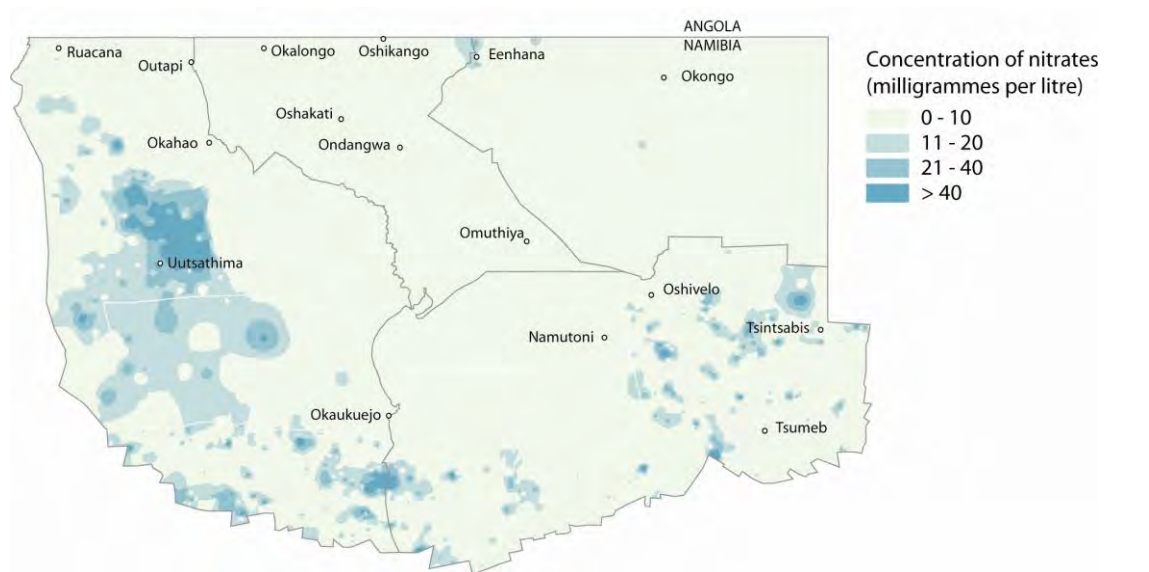 ANGOLA
NAMIBIA
Ruacana
Outapi
Okalongo
Oshikango
Eenhana
Okongo
Oshakati
Okahao
Ondangwa
Omuthiya
Uutsathima
Oshivelo
Namutoni
Tsintsabis
Okaukuejo
Tsumeb
Concentration of nitrates
(milligrammes per litre)
0 - 10
11 - 20
21 - 40
> 40